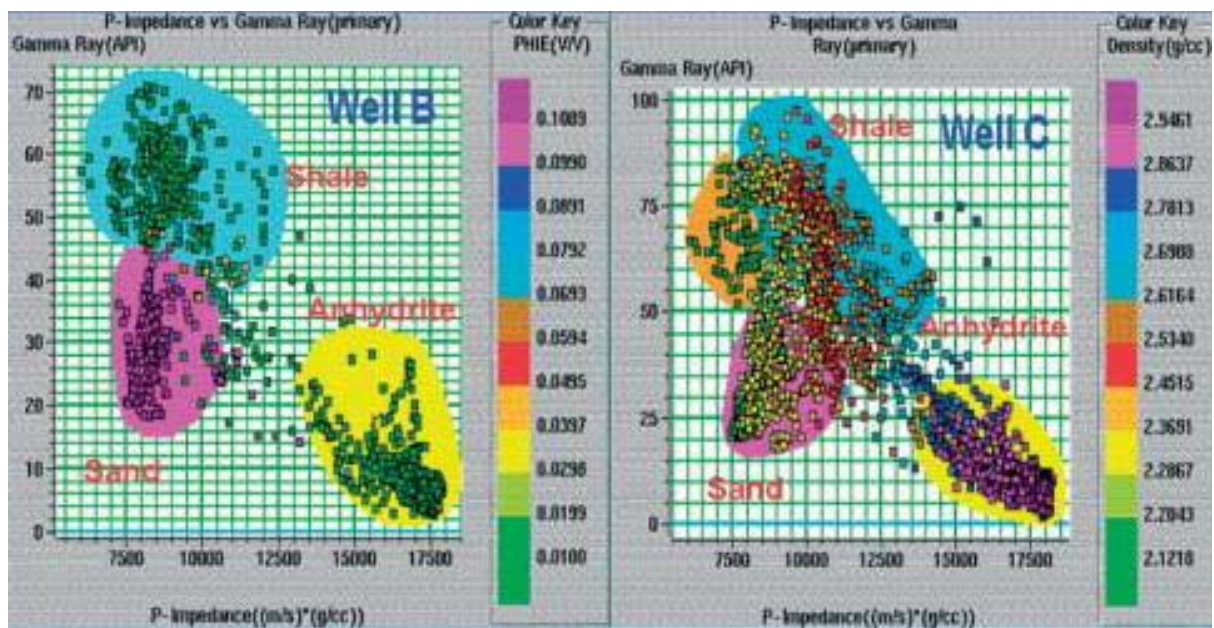 P-Impedance vs Gamma Ray(primary)
Gamma Ray(API)
70
60
50
40
30
20
10
0
7500 10000 12500 15000 17500
P-Impedance((m/s)*(g/cc))
Well B
Shale
Anhydrite
Sand
Color Key
PHIE(V/V)
0.1089
0.0990
0.0891
0.0792
0.0693
0.0594
0.0495
0.0397
0.0298
0.0199
0.0100
P-Impedance vs Gamma
Ray(primary)
Gamma Ray(API)
100
75
50
25
0
7500 10000 12500 15000 17500
P-Impedance((m/s)*(g/cc))
Shale
Well C
Anhydrite
Sand
Color Key
Density(g/cc)
2.9461
2.8637
2.7813
2.6988
2.6164
2.5340
2.4515
2.3691
2.2867
2.2043
2.1218